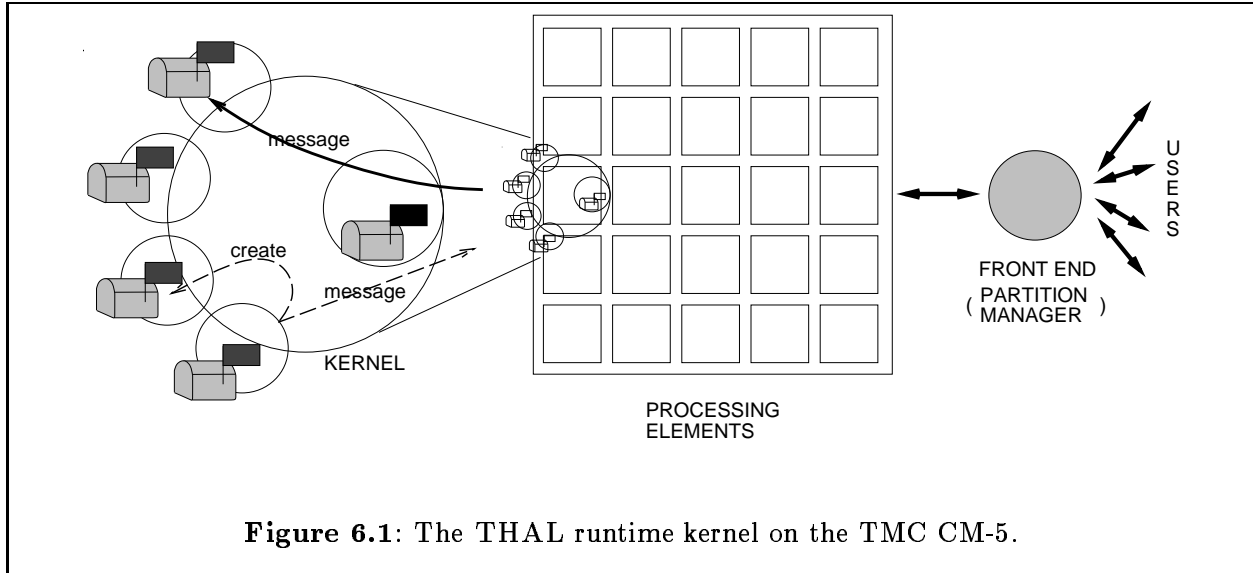 message
create
message
KERNEL
PROCESSING
ELEMENTS
FRONT END
( PARTITION
MANAGER )
USERS
Figure 6.1: The THAL runtime kernel on the TMC CM-5.